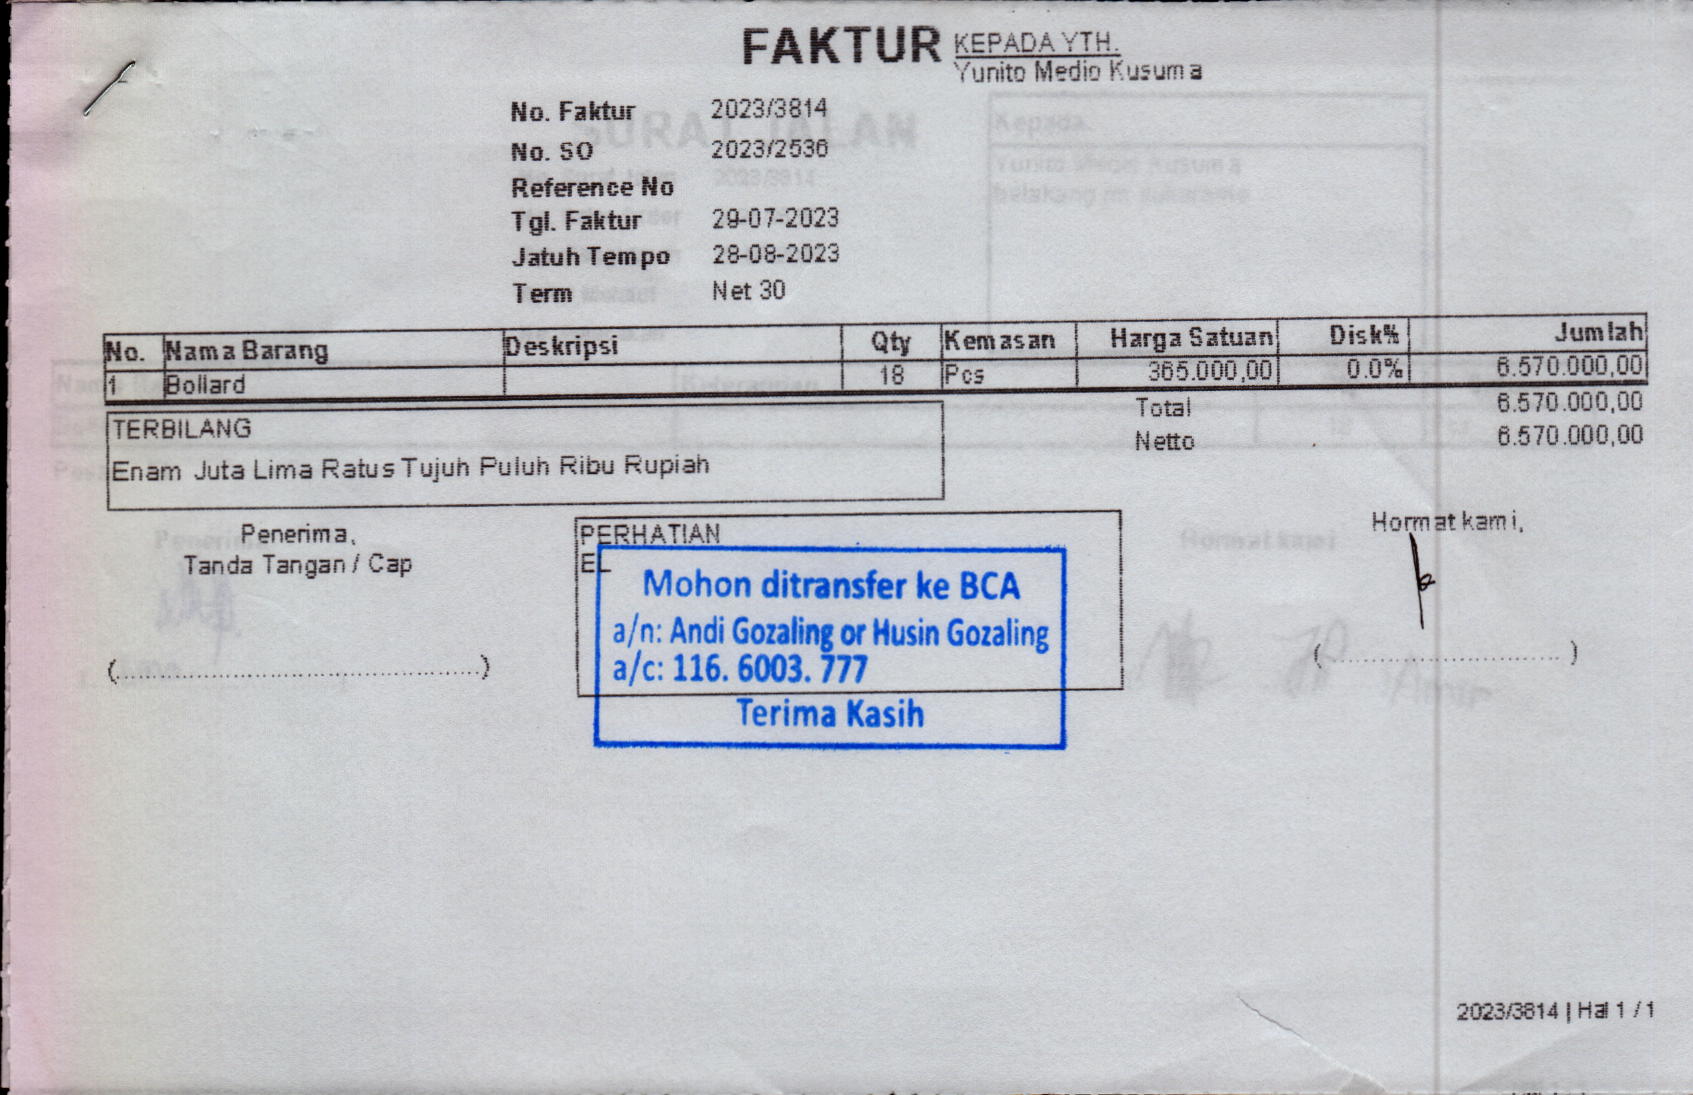 FAKTUR
KEPADA YTH.
Yunito Medio Kusuma
No. Faktur 2023/3814
No. SO 2023/2536
Reference No
Tgl. Faktur 29-07-2023
Jatuh Tempo 28-08-2023
Term Net 30
No. Nama Barang Deskripsi Qty Kemasan Harga Satuan Disk% Jumlah
1 Bollard 18 Pcs 365.000,00 0.0% 6.570.000,00
Total 6.570.000,00
Netto 6.570.000,00
TERBILANG
Enam Juta Lima Ratus Tujuh Puluh Ribu Rupiah
Penerima,
Tanda Tangan / Cap
(....................................................)
PERHATIAN
EL
Mohon ditransfer ke BCA
a/n: Andi Gozaling or Husin Gozaling
a/c: 116. 6003. 777
Terima Kasih
Hormat kami,
(..................................)
2023/3814 | Hal 1 / 1